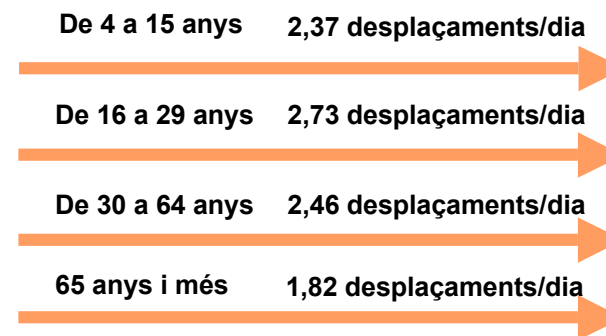 De 4 a 15 anys 2,37 desplaçaments/dia
De 16 a 29 anys 2,73 desplaçaments/dia
De 30 a 64 anys 2,46 desplaçaments/dia
65 anys i més 1,82 desplaçaments/dia